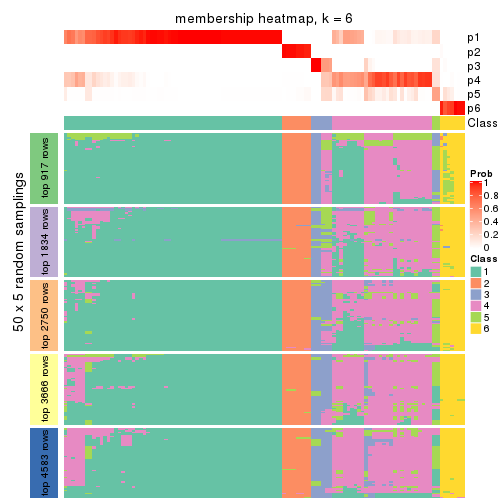 membership heatmap, k = 6
p1
p2
p3
p4
p5
p6
Class
50 x 5 random samplings
top 917 rows
top 1834 rows
top 2750 rows
top 3666 rows
top 4583 rows
Prob
1
0.8
0.6
0.4
0.2
0
Class
1
2
3
4
5
6